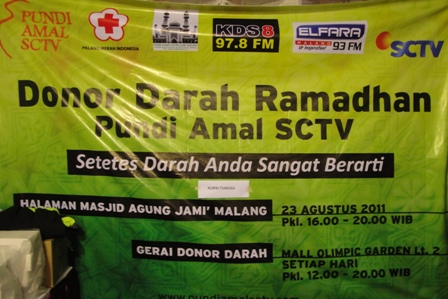 PUNDI
AMAL
SCTV
PALANG MERAH INDONESIA
KDS8
97.8 FM
ELFARA
MALANG 93 FM
SCTV
Donor Darah Ramadhan
Pundi Amal SCTV
Setetes Darah Anda Sangat Berarti
HALAMAN MASJID AGUNG JAMI' MALANG
23 AGUSTUS 2011
Pkl. 16.00 - 20.00 WIB
GERAI DONOR DARAH
MALL OLIMPIC GARDEN Lt. 2
SETIAP HARI
Pkl. 12.00 - 20.00 WIB